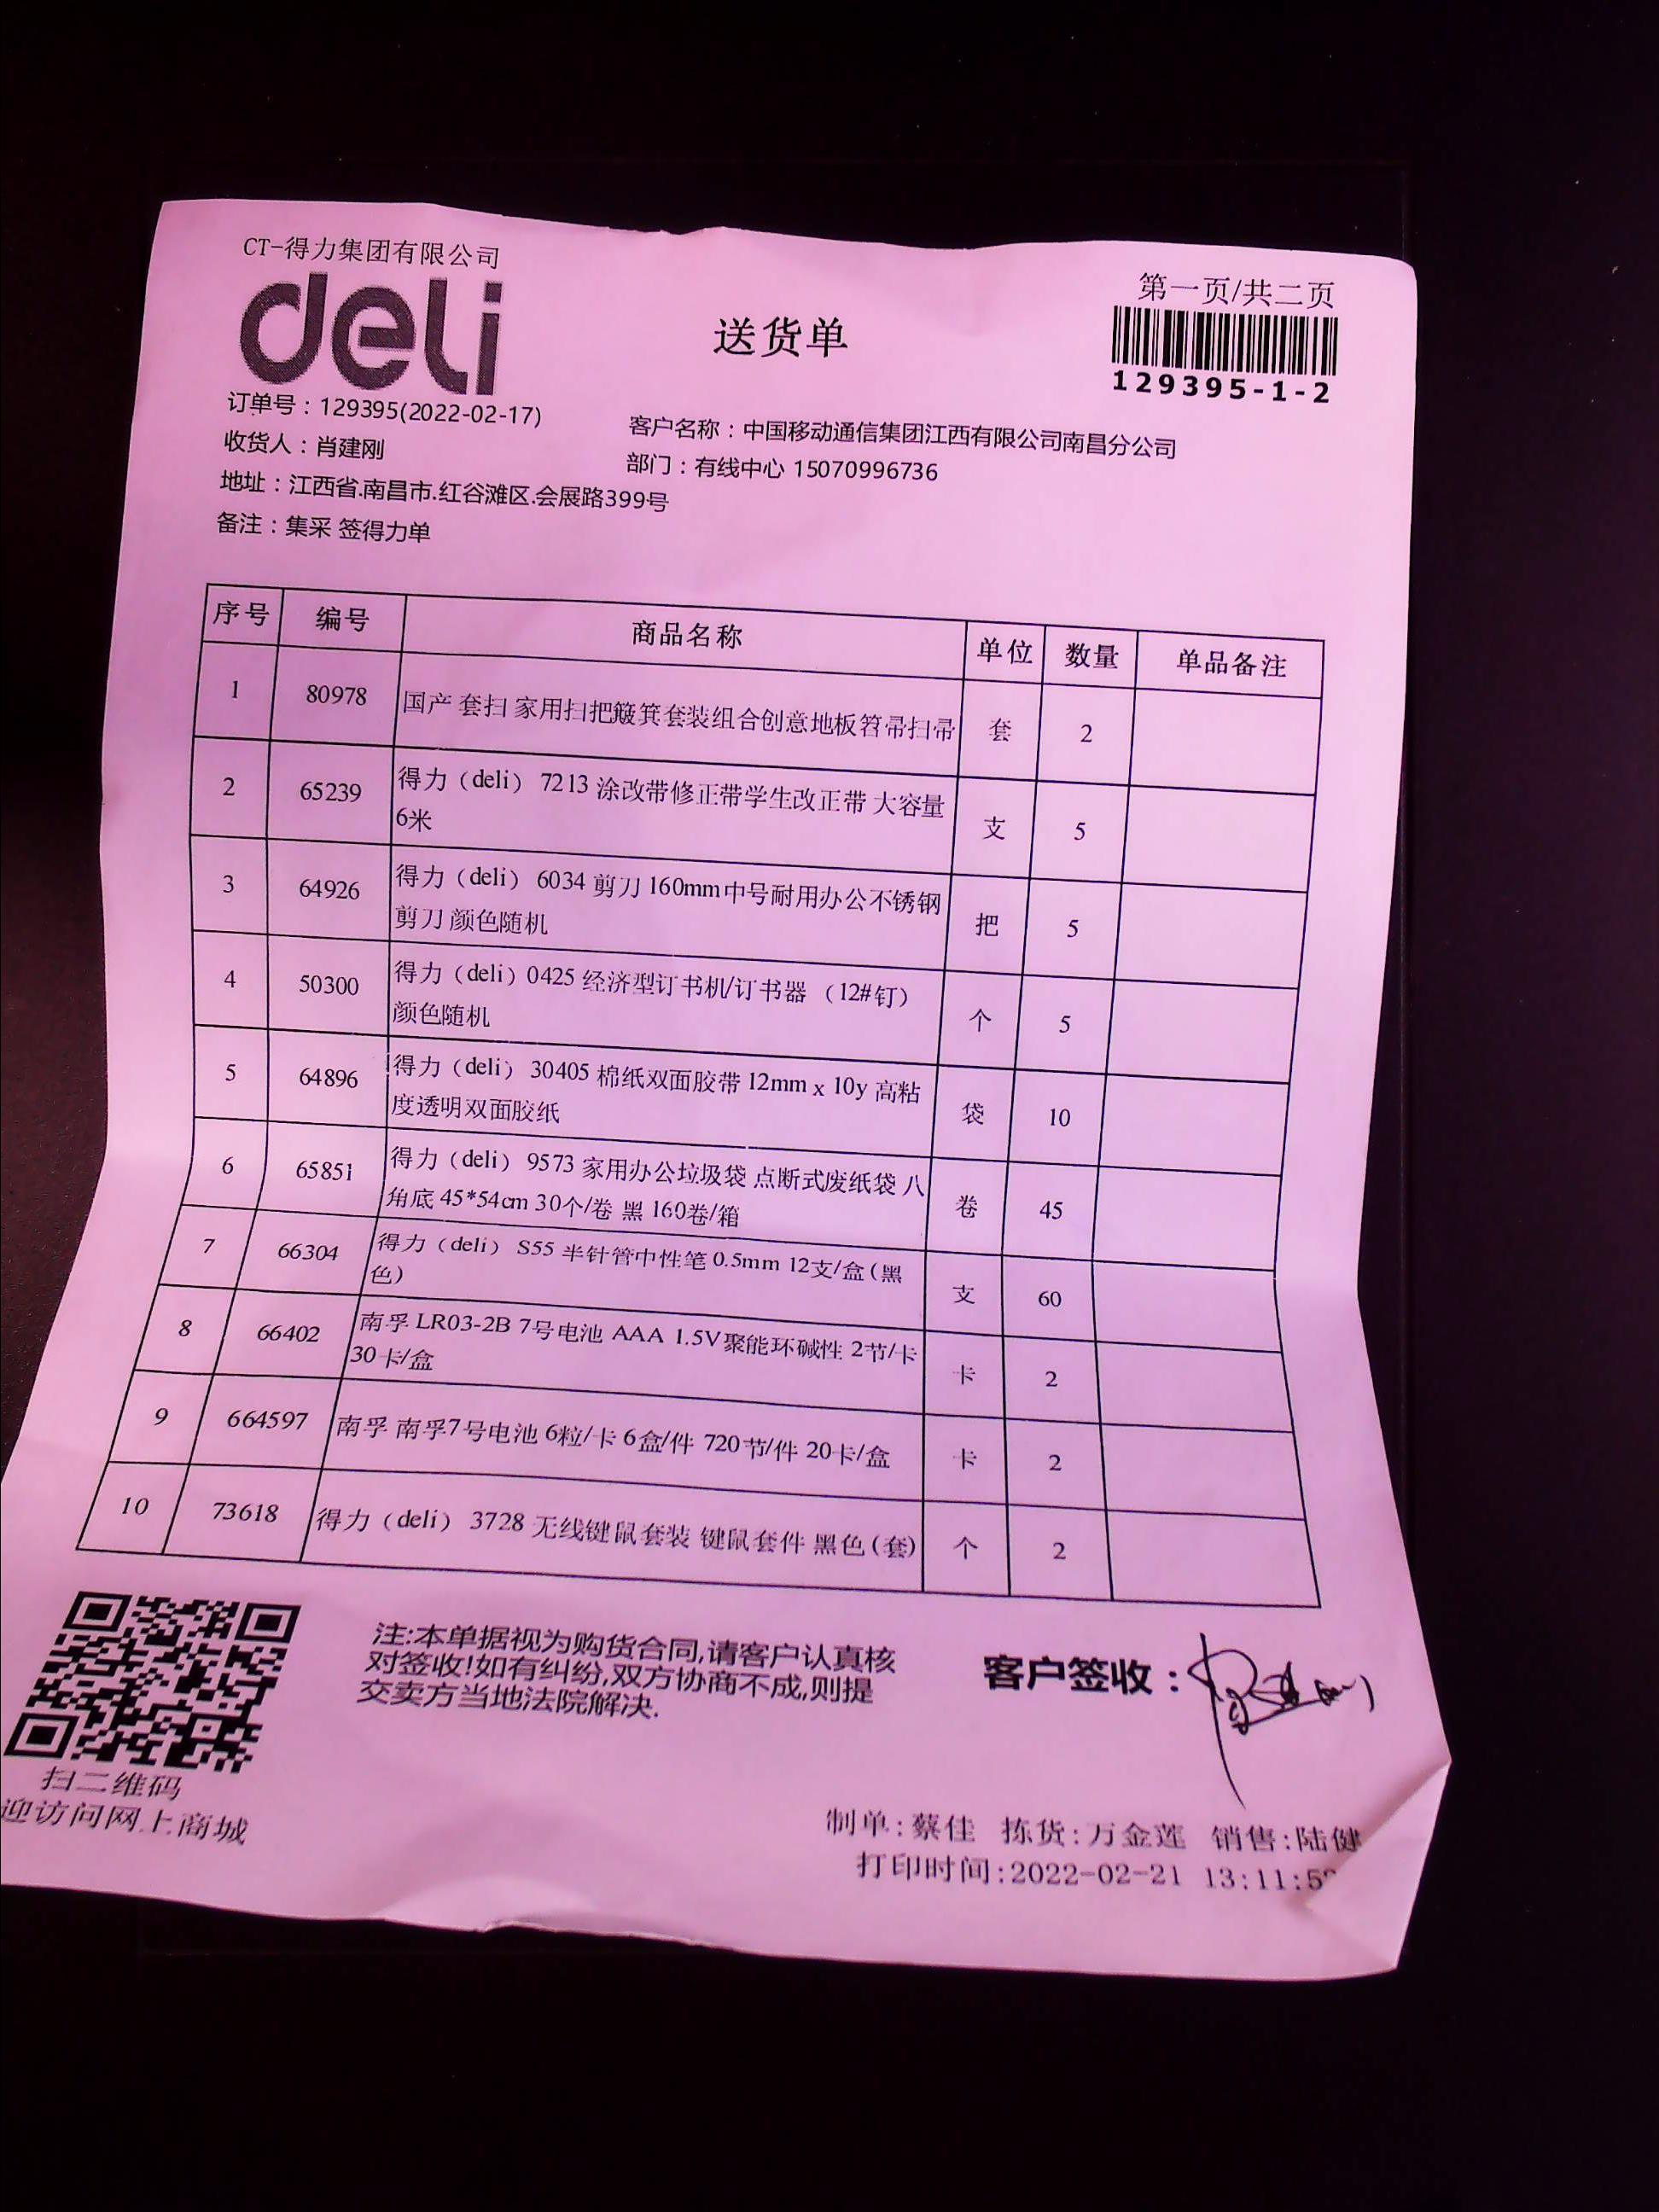 CT-得力集团有限公司
deli
送货单
第一页/共二页
129395-1-2
订单号：129395(2022-02-17)
客户名称：中国移动通信集团江西有限公司南昌分公司
收货人：肖建刚
部门：有线中心 15070996736
地址：江西省.南昌市.红谷滩区.会展路399号
备注：集采 签得力单
序号 编号 商品名称 单位 数量 单品备注
1 80978 国产 套扫 家用扫把簸箕套装组合创意地板笤帚扫帚 套 2
2 65239 得力（deli） 7213 涂改带修正带学生改正带 大容量
6米 支 5
3 64926 得力（deli） 6034 剪刀 160mm中号耐用办公不锈钢
剪刀 颜色随机 把 5
4 50300 得力（deli）0425 经济型订书机/订书器 （12#钉）
颜色随机 个 5
5 64896 得力（deli） 30405 棉纸双面胶带 12mm x 10y 高粘
度透明双面胶纸 袋 10
6 65851 得力（deli） 9573 家用办公垃圾袋 点断式废纸袋 八
角底 45*54cm 30个/卷 黑 160卷/箱 卷 45
7 66304 得力（deli） S55 半针管中性笔 0.5mm 12支/盒（黑
色） 支 60
8 66402 南孚 LR03-2B 7号电池 AAA 1.5V聚能环碱性 2节/卡
30卡/盒 卡 2
9 664597 南孚 南孚7号电池 6粒/卡 6盒/件 720节/件 20卡/盒 卡 2
10 73618 得力（deli） 3728 无线键鼠套装 键鼠套件 黑色（套） 个 2
注:本单据视为购货合同,请客户认真核
对签收!如有纠纷,双方协商不成,则提
交卖方当地法院解决.
客户签收：
扫二维码
迎访问网上商城
制单:蔡佳 拣货:万金莲 销售:陆健
打印时间:2022-02-21 13:11:5